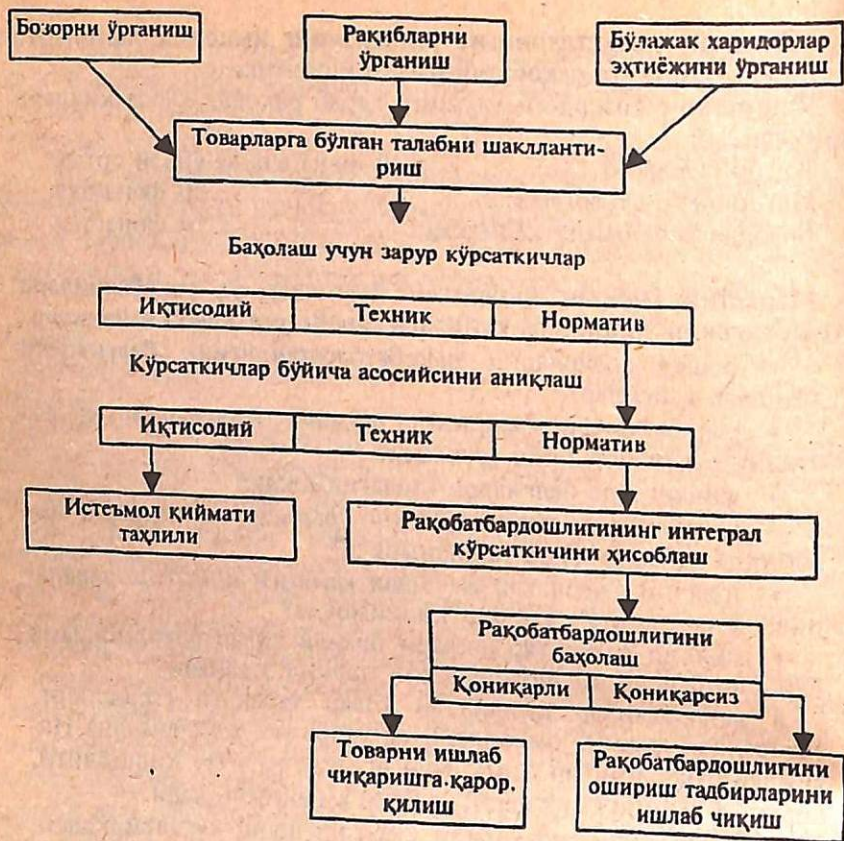 Бозорни ўрганиш
Рақибларни
ўрганиш
Бўлажак харидорлар
эҳтиёжини ўрганиш
Товарларга бўлган талабни шакллланти-
риш
Баҳолаш учун зарур кўрсаткичлар
Иқтисодий Техник Норматив
Кўрсаткичлар бўйича асосийсини аниқлаш
Иқтисодий Техник Норматив
Истеъмол қиймати
таҳлили
Рақобатбардошлигининг интеграл
кўрсаткичини ҳисоблаш
Рақобатбардошлигини
баҳолаш
Қониқарли Қониқарсиз
Товарни ишлаб
чиқаришга.қарор.
қилиш
Рақобатбардошлигини
ошириш тадбирларини
ишлаб чиқиш